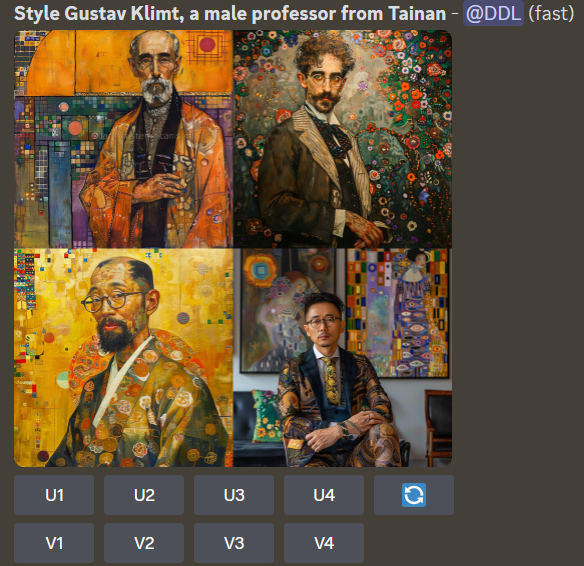 Style Gustav Klimt, a male professor from Tainan - @DDL (fast)
U1 U2 U3 U4
V1 V2 V3 V4